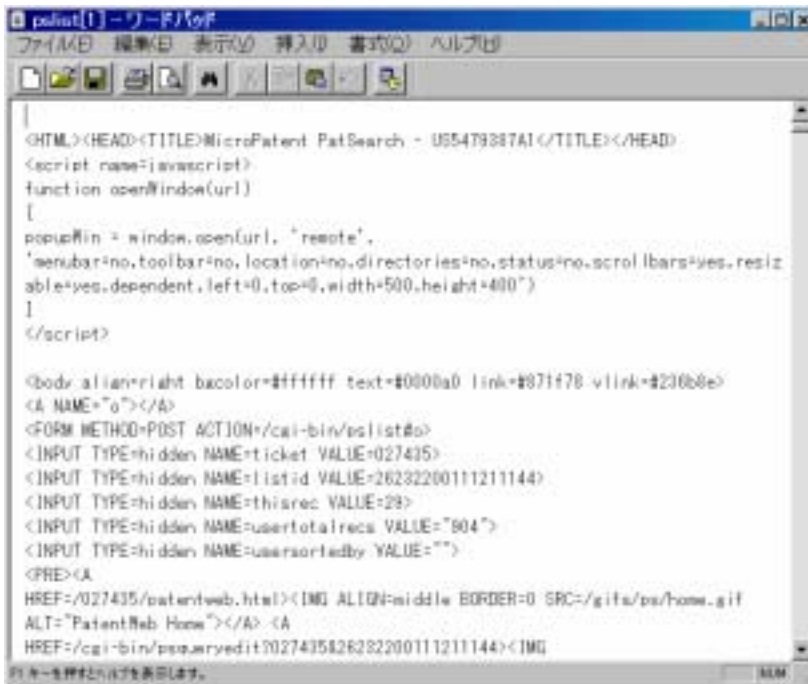 pslist[1] - ワードパッド
ファイル(F) 編集(E) 表示(V) 挿入(I) 書式(O) ヘルプ(H)
<HTML><HEAD><TITLE>MicroPatent PatSearch - US5479387A1</TITLE></HEAD>
<script name=javascript>
function openWindow(url)
{
popupWin = window.open(url, 'remote',
'menubar=no,toolbar=no,location=no,directories=no,status=no,scrollbars=yes,resiz
able=yes,dependent,left=0,top=0,width=500,height=400')
}
</script>
<body align=right bgcolor=#ffffff text=#0000a0 link=#871f78 vlink=#236b8e>
<A NAME="o"></A>
<FORM METHOD=POST ACTION=/cgi-bin/pslist#o>
<INPUT TYPE=hidden NAME=ticket VALUE=027435>
<INPUT TYPE=hidden NAME=listid VALUE=26232200111211144>
<INPUT TYPE=hidden NAME=thisrec VALUE=29>
<INPUT TYPE=hidden NAME=usertotalrecs VALUE="904">
<INPUT TYPE=hidden NAME=usersortedby VALUE="">
<PRE><A
HREF=/027435/patentweb.html><IMG ALIGN=middle BORDER=0 SRC=/gifs/ps/home.gif
ALT="PatentWeb Home"></A> <A
HREF=/cgi-bin/psqueryedit?027435&26232200111211144><IMG
F1 キーを押すとヘルプを表示します。
NUM